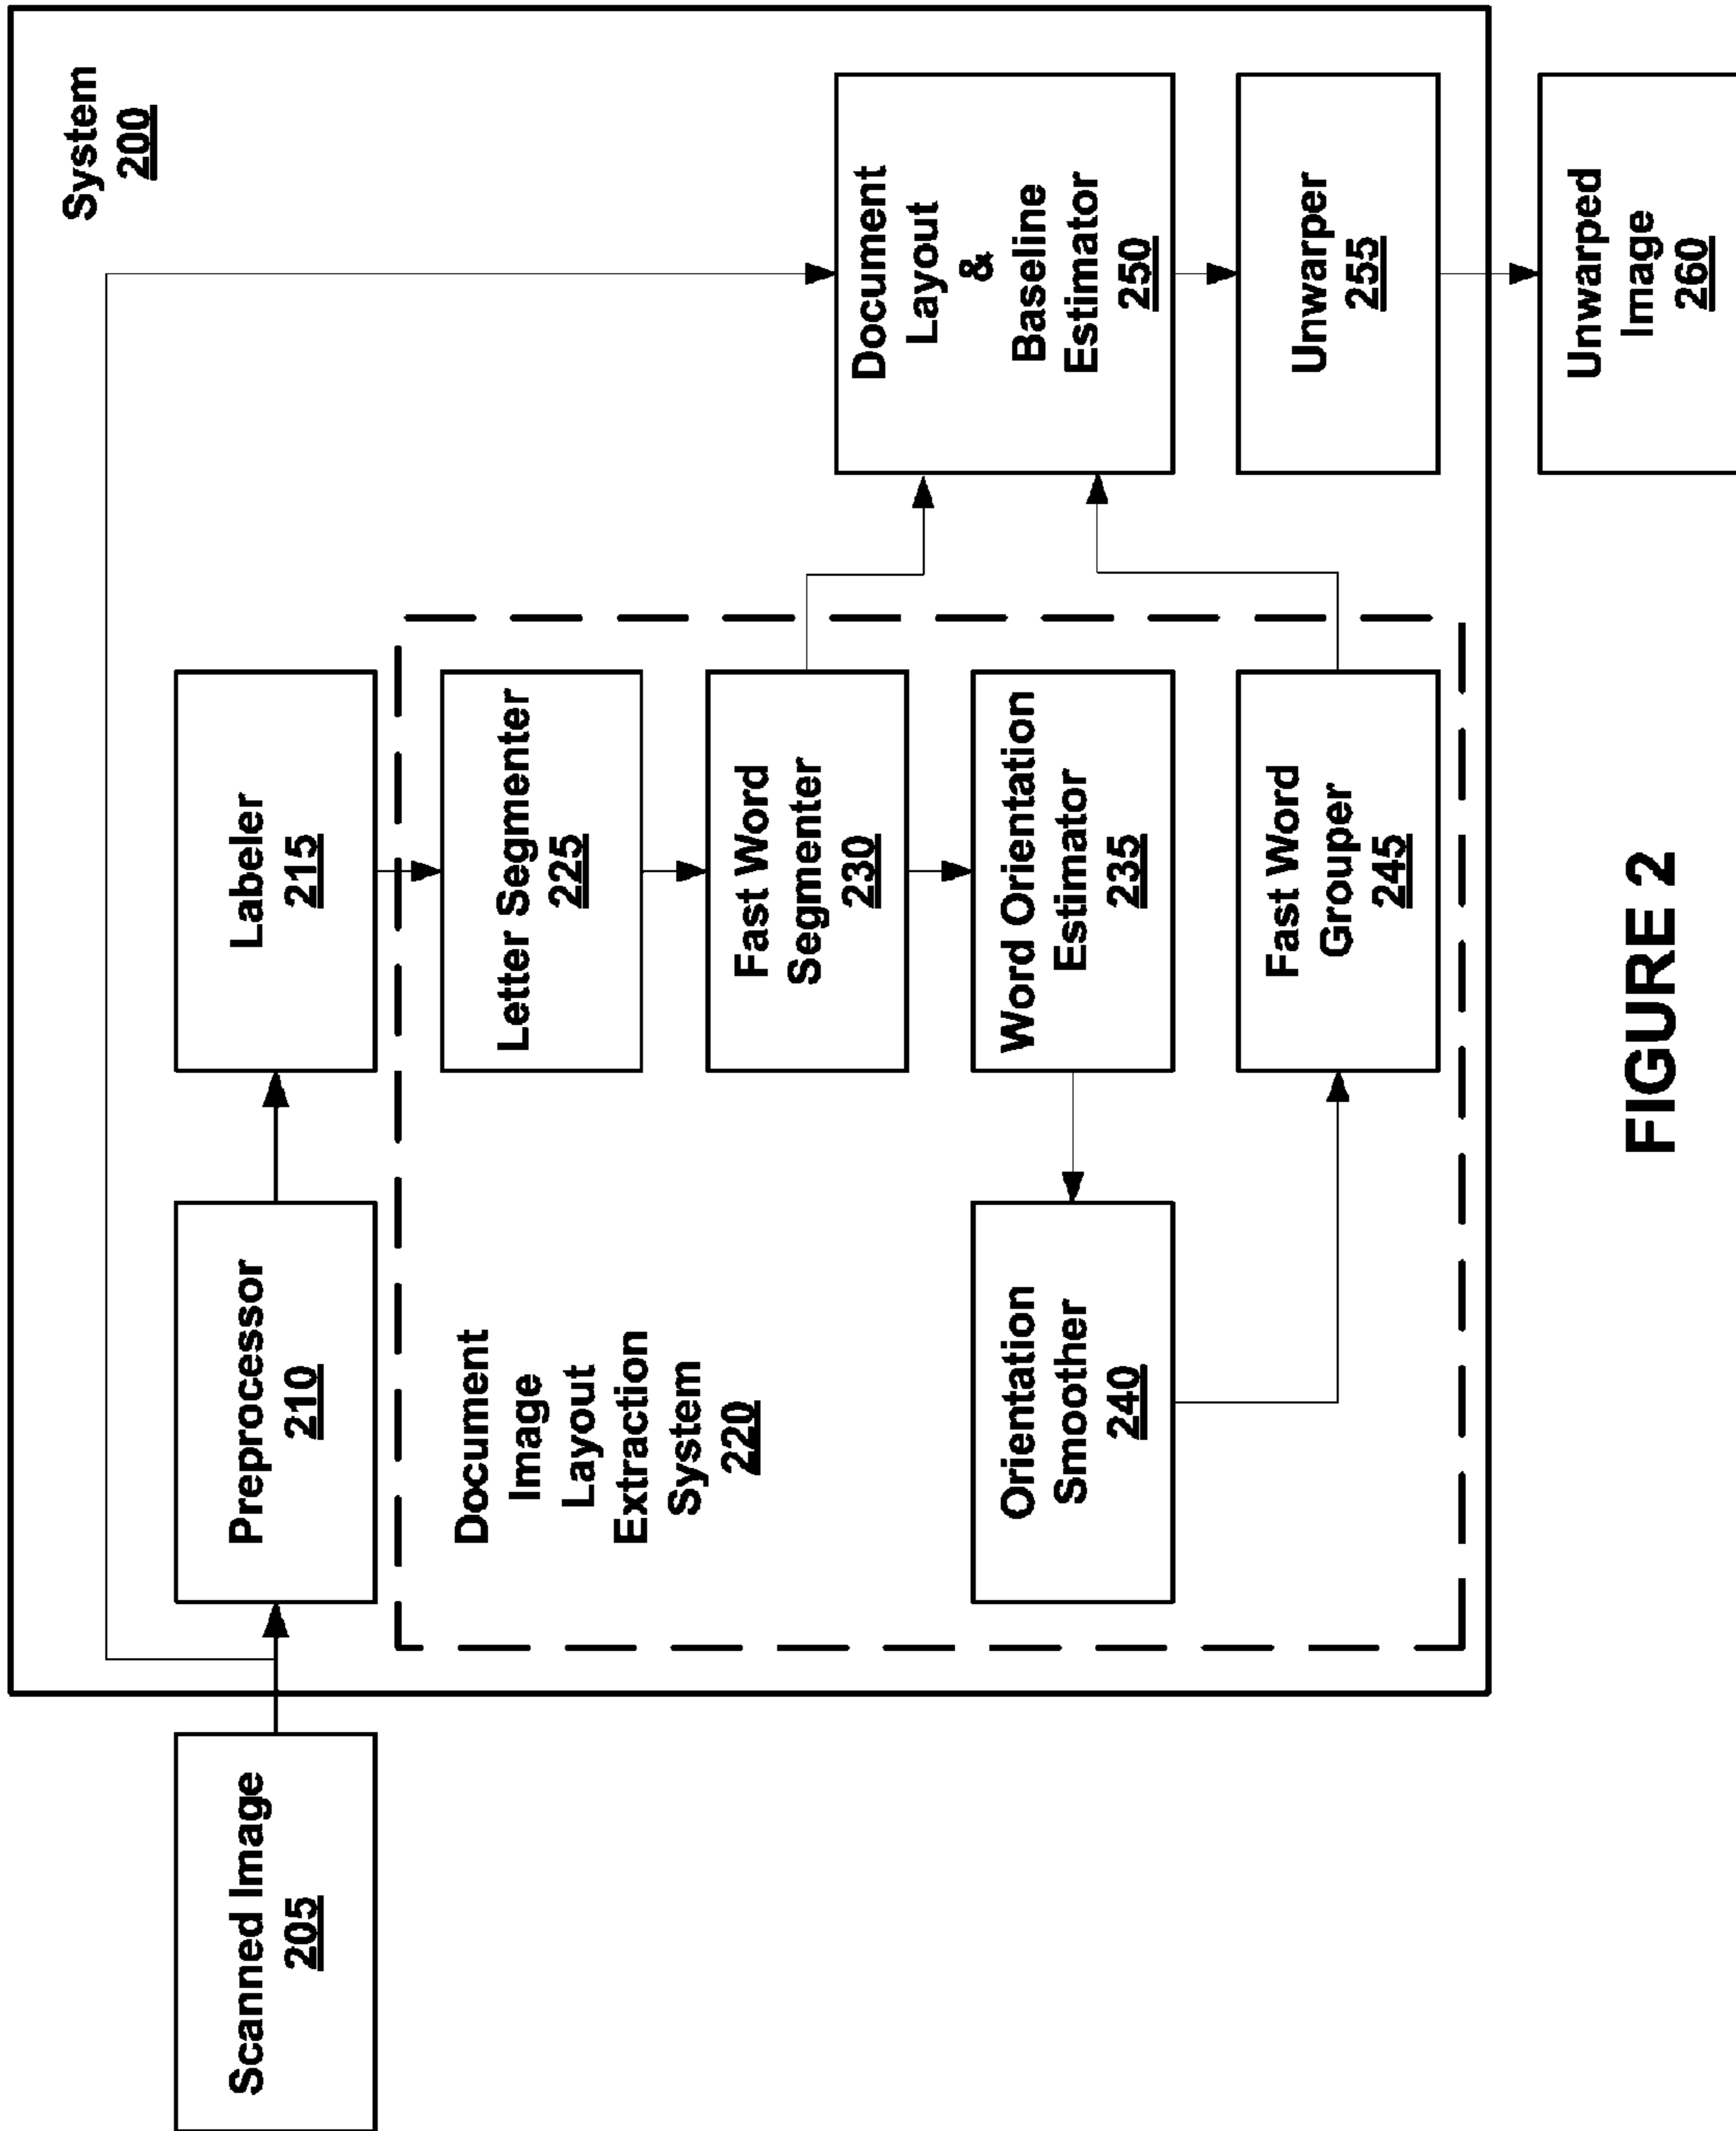 System
200
Scanned Image
205
Preprocessor
210
Labeler
215
Document
Image
Layout
Extraction
System
220
Letter Segmenter
225
Fast Word
Segmenter
230
Word Orientation
Estimator
235
Orientation
Smoother
240
Fast Word
Grouper
245
Document
Layout
&
Baseline
Estimator
250
Unwarper
255
Unwarped
Image
260
FIGURE 2